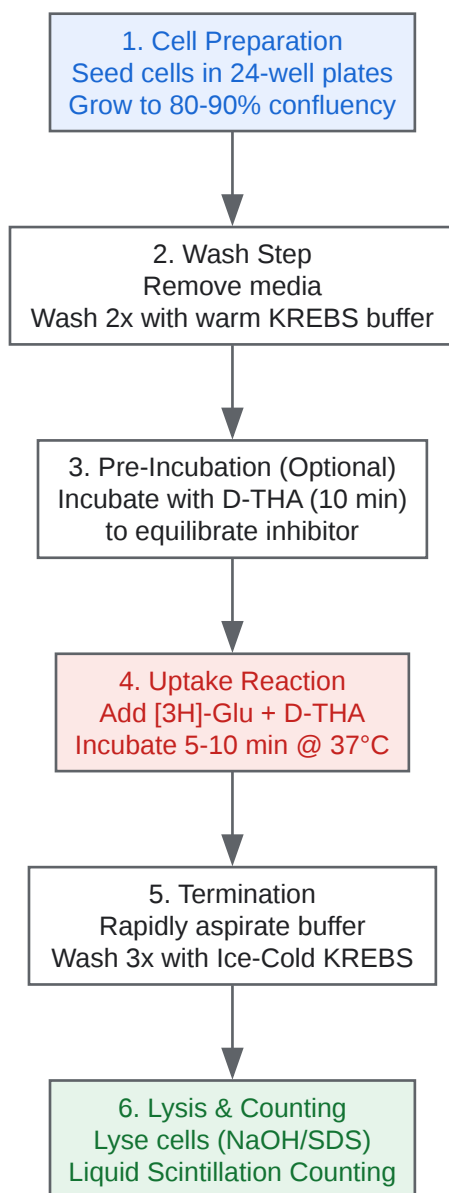 1. Cell Preparation
Seed cells in 24-well plates
Grow to 80-90% confluency
2. Wash Step
Remove media
Wash 2x with warm KREBS buffer
3. Pre-Incubation (Optional)
Incubate with D-THA (10 min)
to equilibrate inhibitor
4. Uptake Reaction
Add [3H]-Glu + D-THA
Incubate 5-10 min @ 37°C
5. Termination
Rapidly aspirate buffer
Wash 3x with Ice-Cold KREBS
6. Lysis & Counting
Lyse cells (NaOH/SDS)
Liquid Scintillation Counting